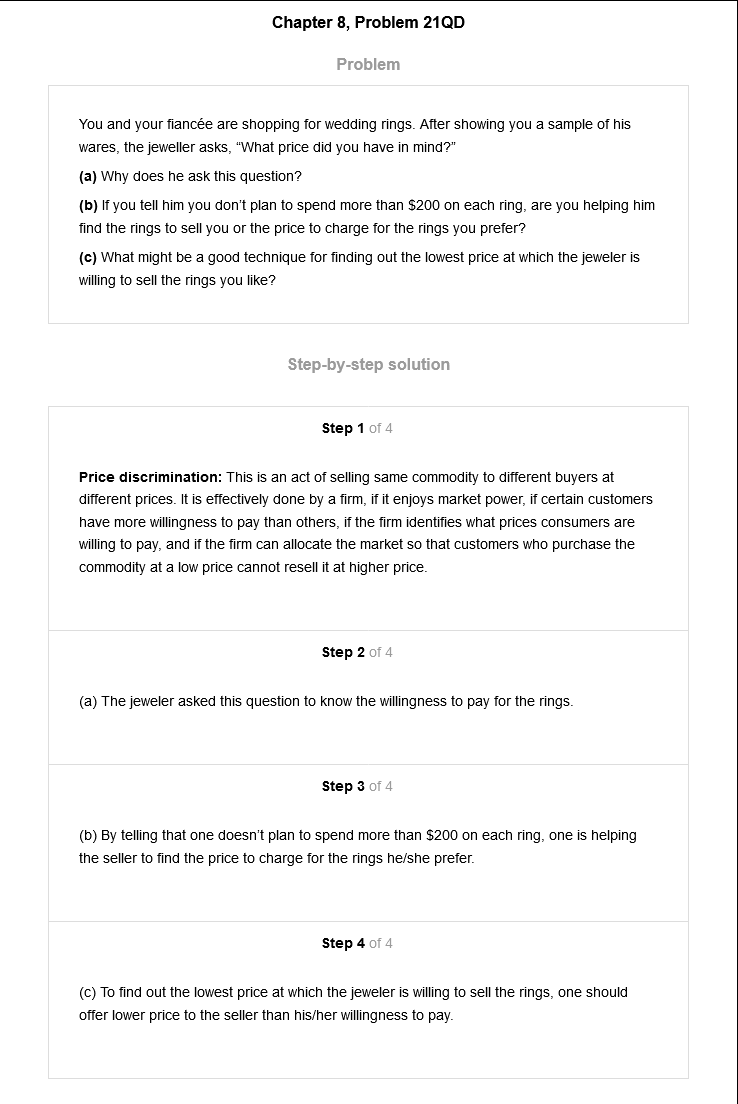 Chapter 8, Problem 21QD
Problem
You and your fiancée are shopping for wedding rings. After showing you a sample of his
wares, the jeweller asks, “What price did you have in mind?”
(a) Why does he ask this question?
(b) If you tell him you don’t plan to spend more than $200 on each ring, are you helping him
find the rings to sell you or the price to charge for the rings you prefer?
(c) What might be a good technique for finding out the lowest price at which the jeweler is
willing to sell the rings you like?
Step-by-step solution
Step 1 of 4
Price discrimination: This is an act of selling same commodity to different buyers at
different prices. It is effectively done by a firm, if it enjoys market power, if certain customers
have more willingness to pay than others, if the firm identifies what prices consumers are
willing to pay, and if the firm can allocate the market so that customers who purchase the
commodity at a low price cannot resell it at higher price.
Step 2 of 4
(a) The jeweler asked this question to know the willingness to pay for the rings.
Step 3 of 4
(b) By telling that one doesn’t plan to spend more than $200 on each ring, one is helping
the seller to find the price to charge for the rings he/she prefer.
Step 4 of 4
(c) To find out the lowest price at which the jeweler is willing to sell the rings, one should
offer lower price to the seller than his/her willingness to pay.